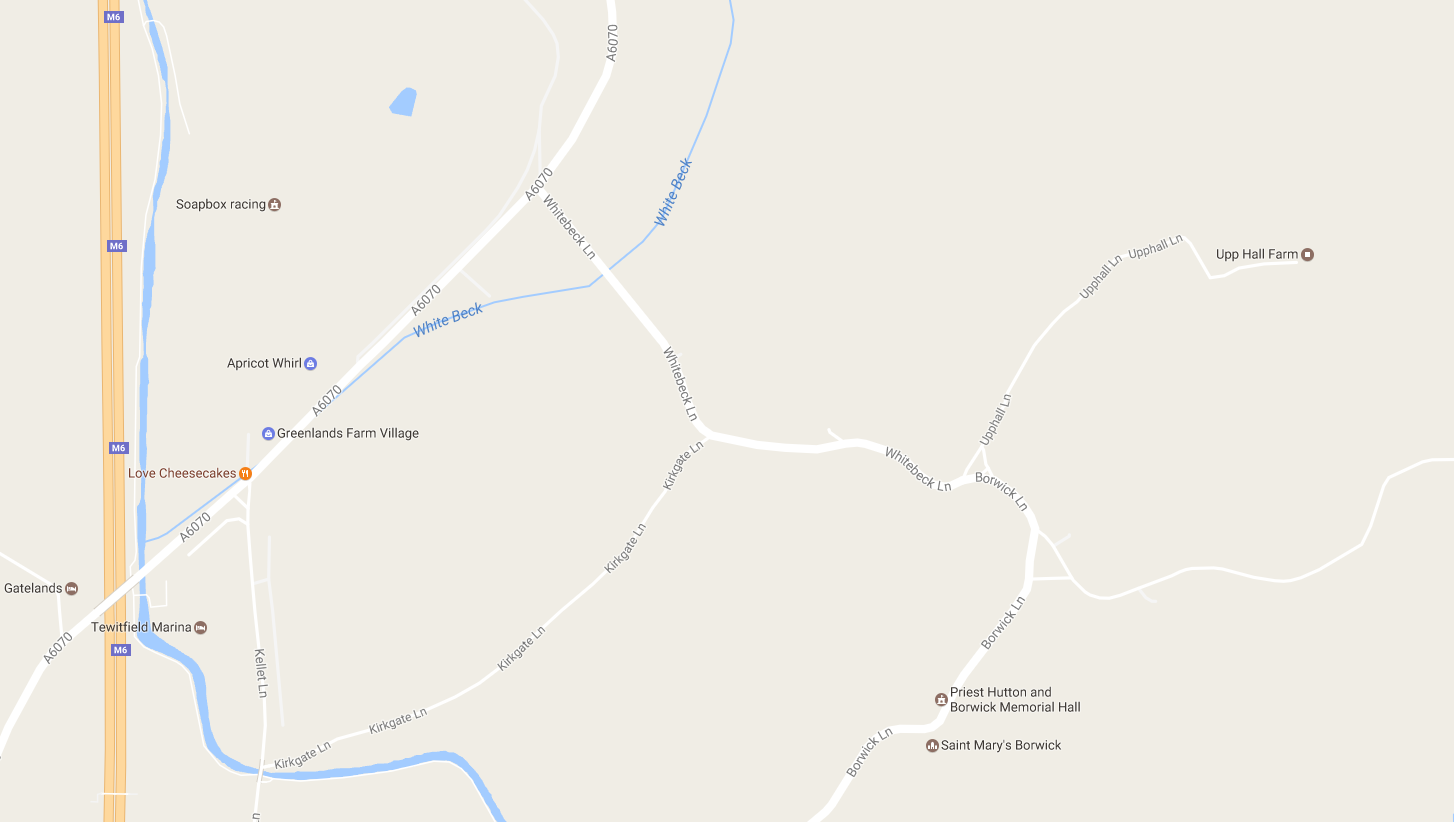 M6
A6070
White Beck
A6070
Soapbox racing
Whitebeck Ln
M6
Upphall Ln
Upp Hall Farm
Upphall Ln
A6070
White Beck
Apricot Whirl
Whitebeck Ln
A6070
Upphall Ln
Greenlands Farm Village
M6
Kirkgate Ln
Whitebeck Ln
Love Cheesecakes
Borwick Ln
A6070
Kirkgate Ln
Gatelands
Tewitfield Marina
Borwick Ln
A6070
M6
Kirkgate Ln
Kellet Ln
Priest Hutton and
Borwick Memorial Hall
Kirkgate Ln
Saint Mary's Borwick
Kirkgate Ln
Borwick Ln